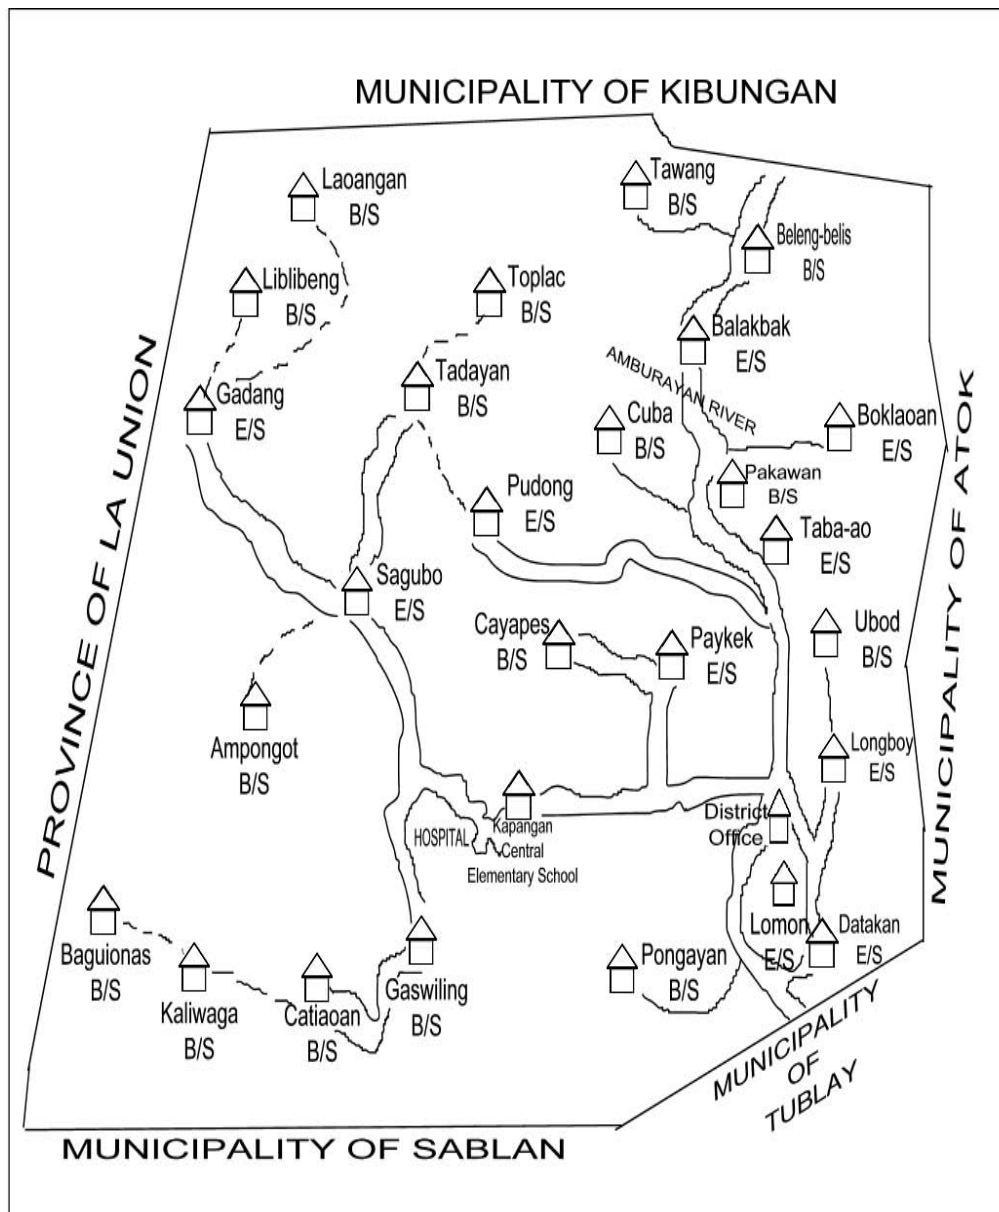 MUNICIPALITY OF KIBUNGAN
Laoangan
B/S
Tawang
B/S
Beleng-belis
B/S
Liblibeng
B/S
Toplac
B/S
Balakbak
E/S
Tadayan
B/S
Gadang
E/S
AMBURAYAN RIVER
Cuba
B/S
Boklaoan
E/S
Pakawan
B/S
Pudong
E/S
Taba-ao
E/S
PROVINCE OF LA UNION
MUNICIPALITY OF ATOK
Sagubo
E/S
Cayapes
B/S
Paykek
E/S
Ubod
B/S
Ampongot
B/S
Longboy
E/S
District
Office
HOSPITAL
Kapangan
Central
Elementary School
Lomon
E/S
Datakan
E/S
Baguionas
B/S
Kaliwaga
B/S
Catiaoan
B/S
Gaswiling
B/S
Pongayan
B/S
MUNICIPALITY
OF
TUBLAY
MUNICIPALITY OF SABLAN